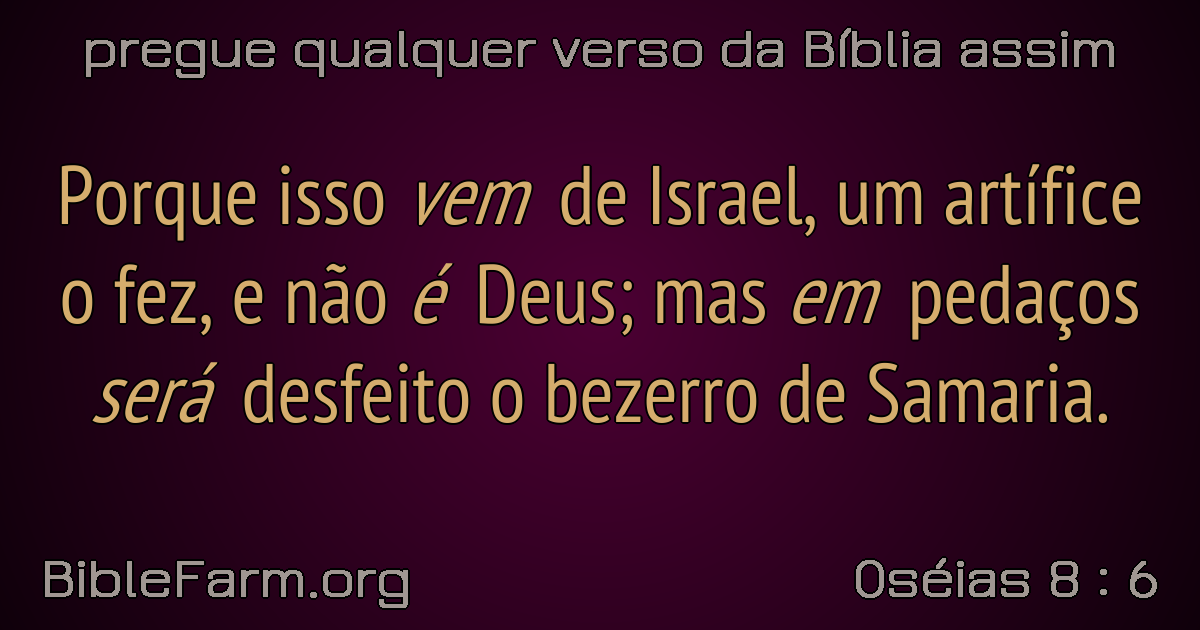 pregue qualquer verso da Bíblia assim
Porque isso vem de Israel, um artífice
o fez, e não é Deus; mas em pedaços
será desfeito o bezerro de Samaria.
BibleFarm.org
Oséias 8 : 6